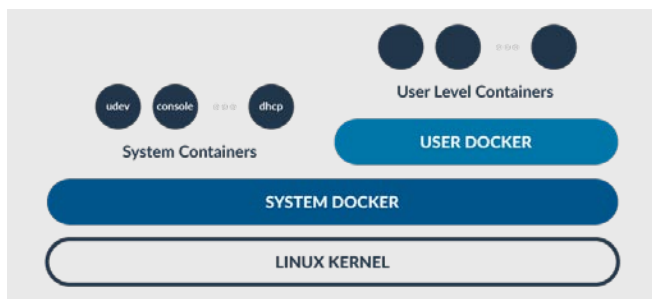 User Level Containers
udev console dhcp
System Containers
USER DOCKER
SYSTEM DOCKER
LINUX KERNEL